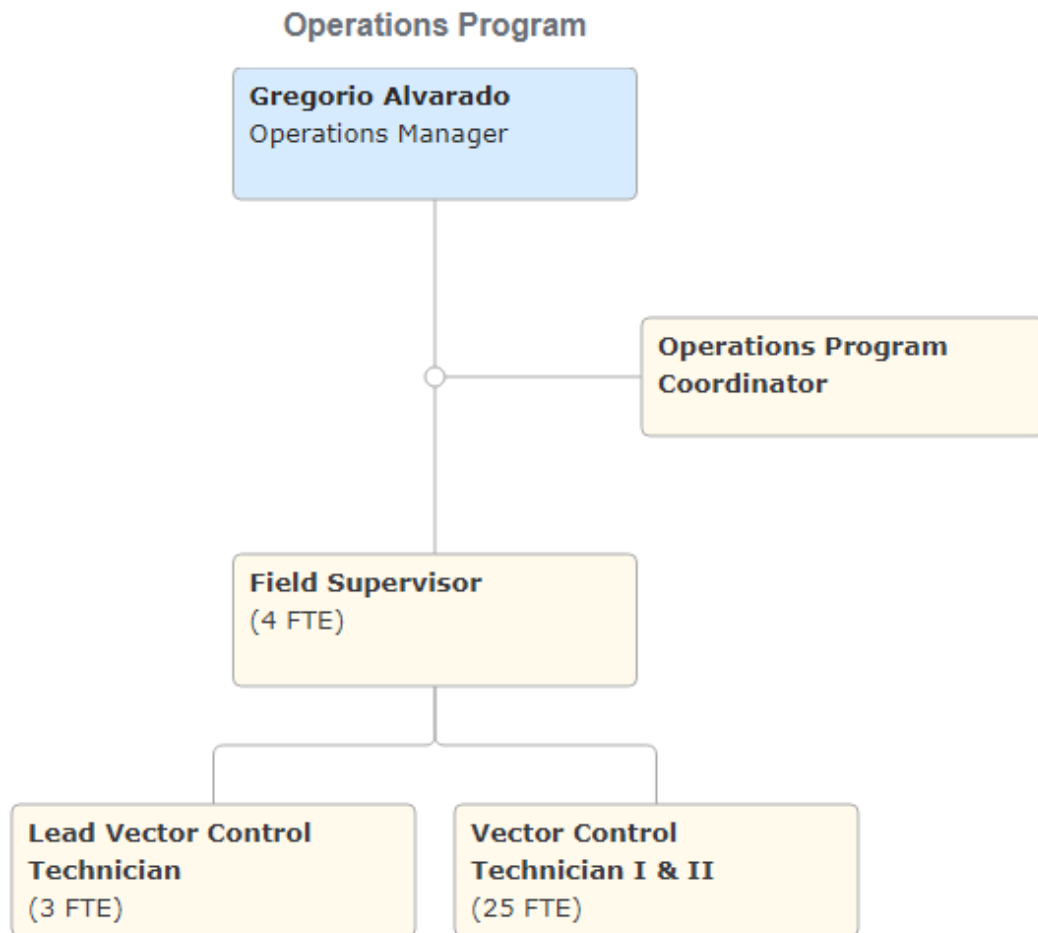 Operations Program
Gregorio Alvarado
Operations Manager
Operations Program
Coordinator
Field Supervisor
(4 FTE)
Lead Vector Control
Technician
(3 FTE)
Vector Control
Technician I & II
(25 FTE)